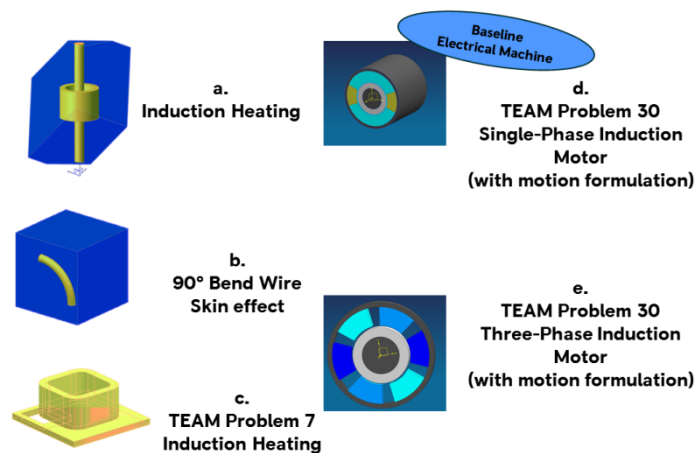 a.
Induction Heating
b.
90° Bend Wire
Skin effect
c.
TEAM Problem 7
Induction Heating
Baseline
Electrical Machine
d.
TEAM Problem 30
Single-Phase Induction
Motor
(with motion formulation)
e.
TEAM Problem 30
Three-Phase Induction
Motor
(with motion formulation)